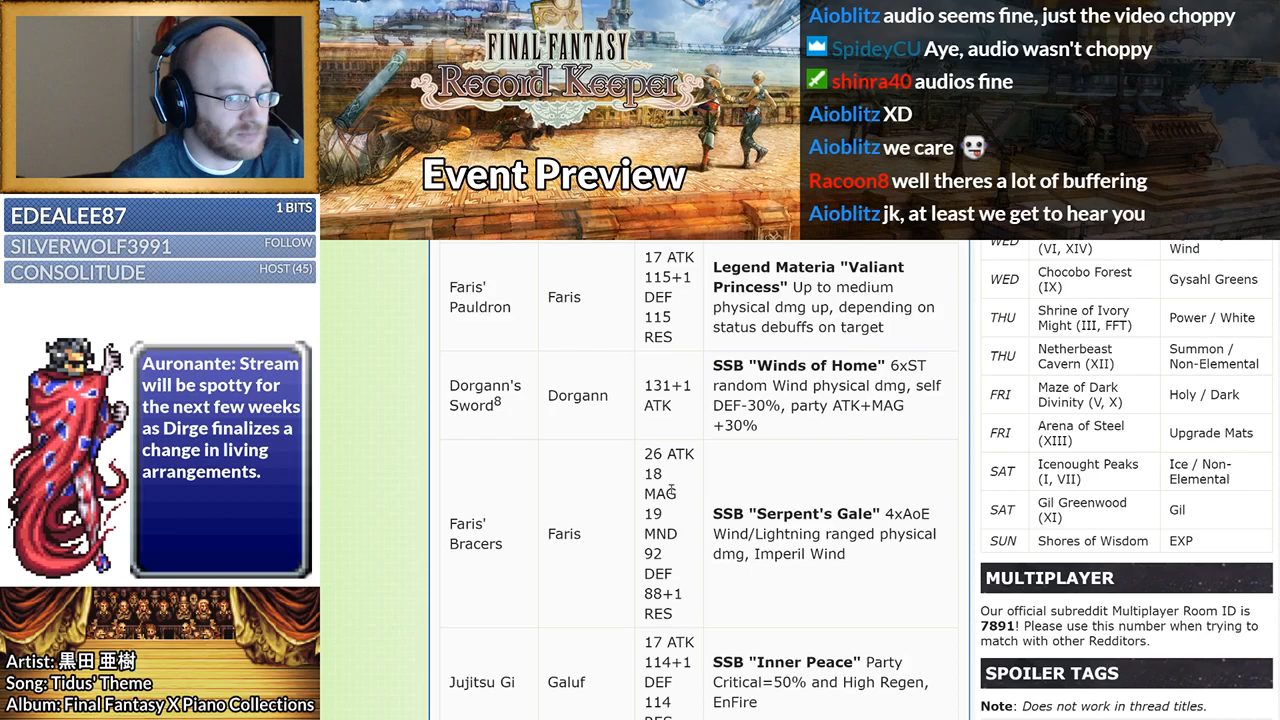 Aioblitz audio seems fine, just the video choppy
SpideyCU Aye, audio wasn't choppy
shinra40 audios fine
Aioblitz XD
Aioblitz we care
Racoon8 well theres a lot of buffering
Aioblitz jk, at least we get to hear you
FINAL FANTASY
Record Keeper
Event Preview
EDEALEE87
1 BITS
SILVERWOLF3991
FOLLOW
CONSOLITUDE
HOST (45)
Auronante: Stream
will be spotty for
the next few weeks
as Dirge finalizes a
change in living
arrangements.
Artist: 黒田 亜樹
Song: Tidus' Theme
Album: Final Fantasy X Piano Collections
Faris'
Pauldron
Faris
17 ATK
115+1
DEF
115
RES
Legend Materia "Valiant
Princess" Up to medium
physical dmg up, depending on
status debuffs on target
Dorgann's
Sword8
Dorgann
131+1
ATK
SSB "Winds of Home" 6xST
random Wind physical dmg, self
DEF-30%, party ATK+MAG
+30%
Faris'
Bracers
Faris
26 ATK
18
MAG
19
MND
92
DEF
88+1
RES
SSB "Serpent's Gale" 4xAoE
Wind/Lightning ranged physical
dmg, Imperil Wind
Jujitsu Gi
Galuf
17 ATK
114+1
DEF
114
SSB "Inner Peace" Party
Critical=50% and High Regen,
EnFire
WED
(VI, XIV)
Wind
WED
Chocobo Forest
(IX)
Gysahl Greens
THU
Shrine of Ivory
Might (III, FFT)
Power / White
THU
Netherbeast
Cavern (XII)
Summon /
Non-Elemental
FRI
Maze of Dark
Divinity (V, X)
Holy / Dark
FRI
Arena of Steel
(XIII)
Upgrade Mats
SAT
Icenought Peaks
(I, VII)
Ice / Non-
Elemental
SAT
Gil Greenwood
(XI)
Gil
SUN
Shores of Wisdom
EXP
MULTIPLAYER
Our official subreddit Multiplayer Room ID is
7891! Please use this number when trying to
match with other Redditors.
SPOILER TAGS
Note: Does not work in thread titles.